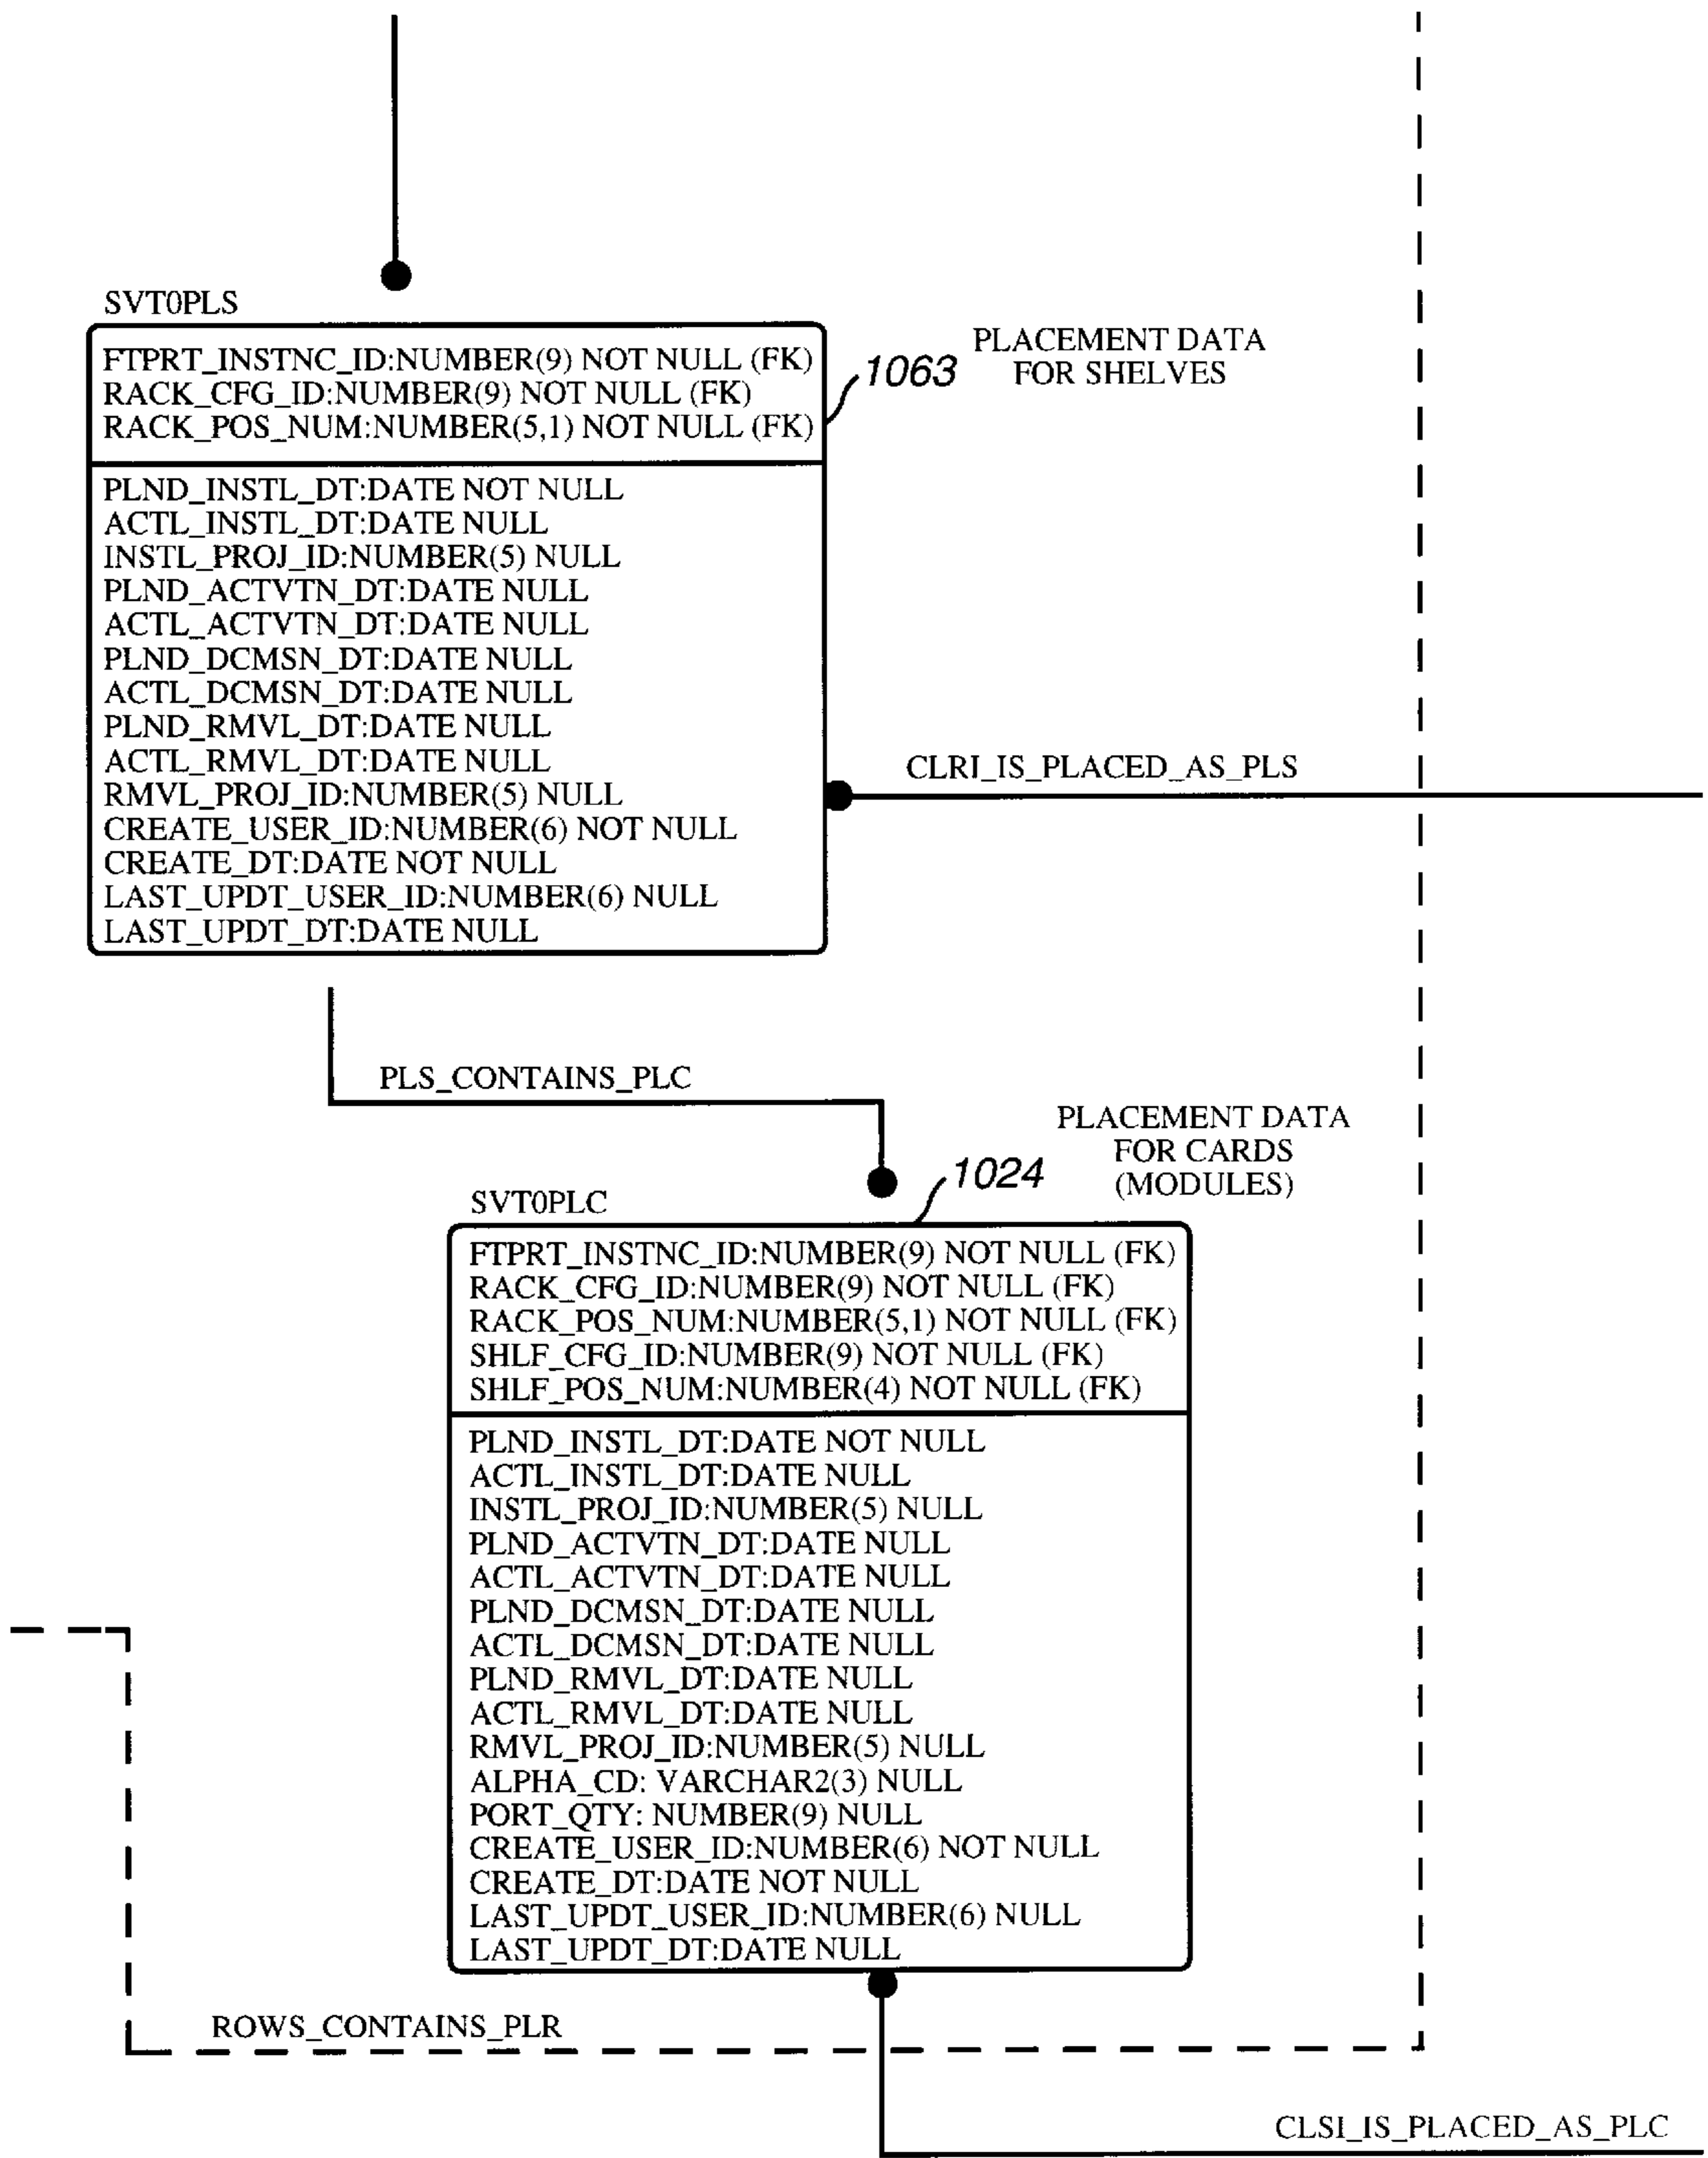 SVT0PLS
FTPRT_INSTNC_ID:NUMBER(9) NOT NULL (FK)
RACK_CFG_ID:NUMBER(9) NOT NULL (FK)
RACK_POS_NUM:NUMBER(5,1) NOT NULL (FK)
1063
PLACEMENT DATA
FOR SHELVES
PLND_INSTL_DT:DATE NOT NULL
ACTL_INSTL_DT:DATE NULL
INSTL_PROJ_ID:NUMBER(5) NULL
PLND_ACTVTN_DT:DATE NULL
ACTL_ACTVTN_DT:DATE NULL
PLND_DCMSN_DT:DATE NULL
ACTL_DCMSN_DT:DATE NULL
PLND_RMVL_DT:DATE NULL
ACTL_RMVL_DT:DATE NULL
RMVL_PROJ_ID:NUMBER(5) NULL
CREATE_USER_ID:NUMBER(6) NOT NULL
CREATE_DT:DATE NOT NULL
LAST_UPDT_USER_ID:NUMBER(6) NULL
LAST_UPDT_DT:DATE NULL
CLRI_IS_PLACED_AS_PLS
PLS_CONTAINS_PLC
PLACEMENT DATA
FOR CARDS
(MODULES)
1024
SVT0PLC
FTPRT_INSTNC_ID:NUMBER(9) NOT NULL (FK)
RACK_CFG_ID:NUMBER(9) NOT NULL (FK)
RACK_POS_NUM:NUMBER(5,1) NOT NULL (FK)
SHLF_CFG_ID:NUMBER(9) NOT NULL (FK)
SHLF_POS_NUM:NUMBER(4) NOT NULL (FK)
PLND_INSTL_DT:DATE NOT NULL
ACTL_INSTL_DT:DATE NULL
INSTL_PROJ_ID:NUMBER(5) NULL
PLND_ACTVTN_DT:DATE NULL
ACTL_ACTVTN_DT:DATE NULL
PLND_DCMSN_DT:DATE NULL
ACTL_DCMSN_DT:DATE NULL
PLND_RMVL_DT:DATE NULL
ACTL_RMVL_DT:DATE NULL
RMVL_PROJ_ID:NUMBER(5) NULL
ALPHA_CD: VARCHAR2(3) NULL
PORT_QTY: NUMBER(9) NULL
CREATE_USER_ID:NUMBER(6) NOT NULL
CREATE_DT:DATE NOT NULL
LAST_UPDT_USER_ID:NUMBER(6) NULL
LAST_UPDT_DT:DATE NULL
ROWS_CONTAINS_PLR
CLSI_IS_PLACED_AS_PLC